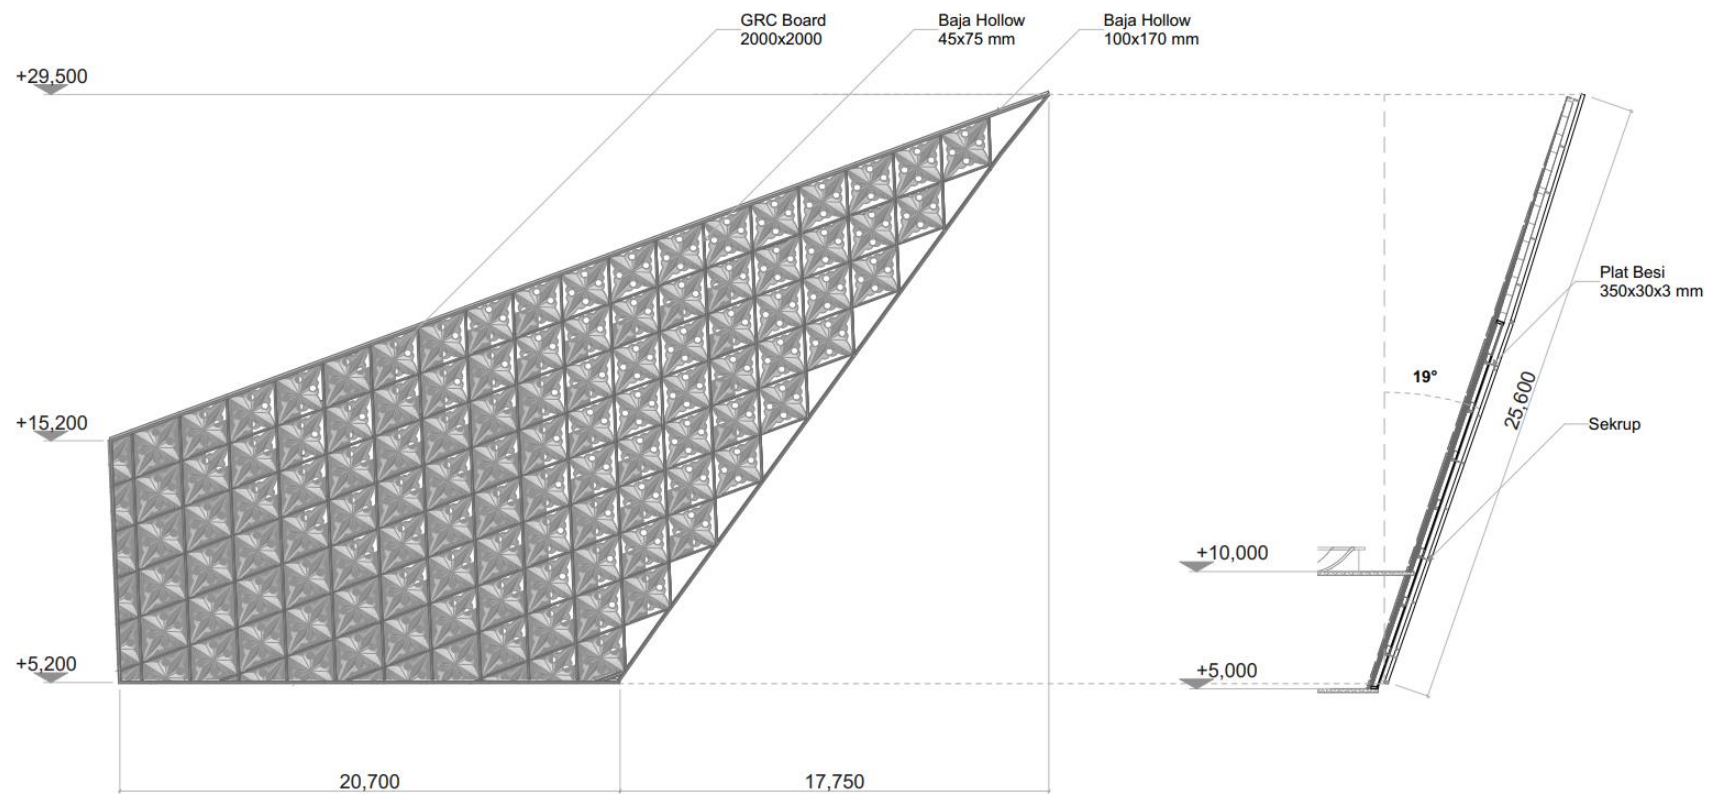 GRC Board
2000x2000
Baja Hollow
45x75 mm
Baja Hollow
100x170 mm
+29,500
Plat Besi
350x30x3 mm
19°
25,600
+15,200
Sekrup
+10,000
+5,200
+5,000
20,700
17,750